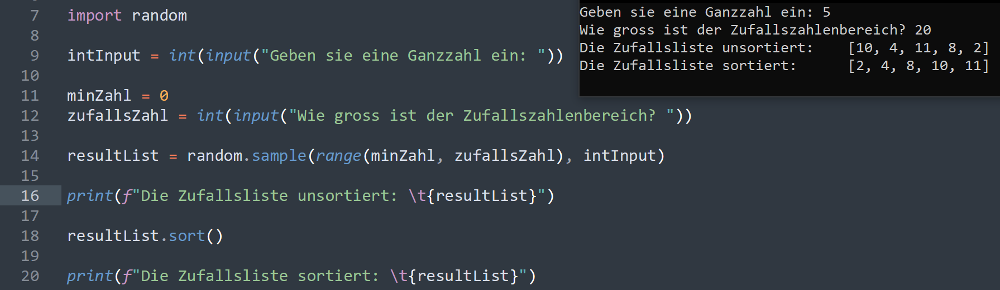 7 import random
8
9 intInput = int(input("Geben sie eine Ganzzahl ein: "))
10
11 minZahl = 0
12 zufallsZahl = int(input("Wie gross ist der Zufallszahlenbereich? "))
13
14 resultList = random.sample(range(minZahl, zufallsZahl), intInput)
15
16 print(f"Die Zufallsliste unsortiert: \t{resultList}")
17
18 resultList.sort()
19
20 print(f"Die Zufallsliste sortiert: \t{resultList}")
Geben sie eine Ganzzahl ein: 5
Wie gross ist der Zufallszahlenbereich? 20
Die Zufallsliste unsortiert: [10, 4, 11, 8, 2]
Die Zufallsliste sortiert: [2, 4, 8, 10, 11]